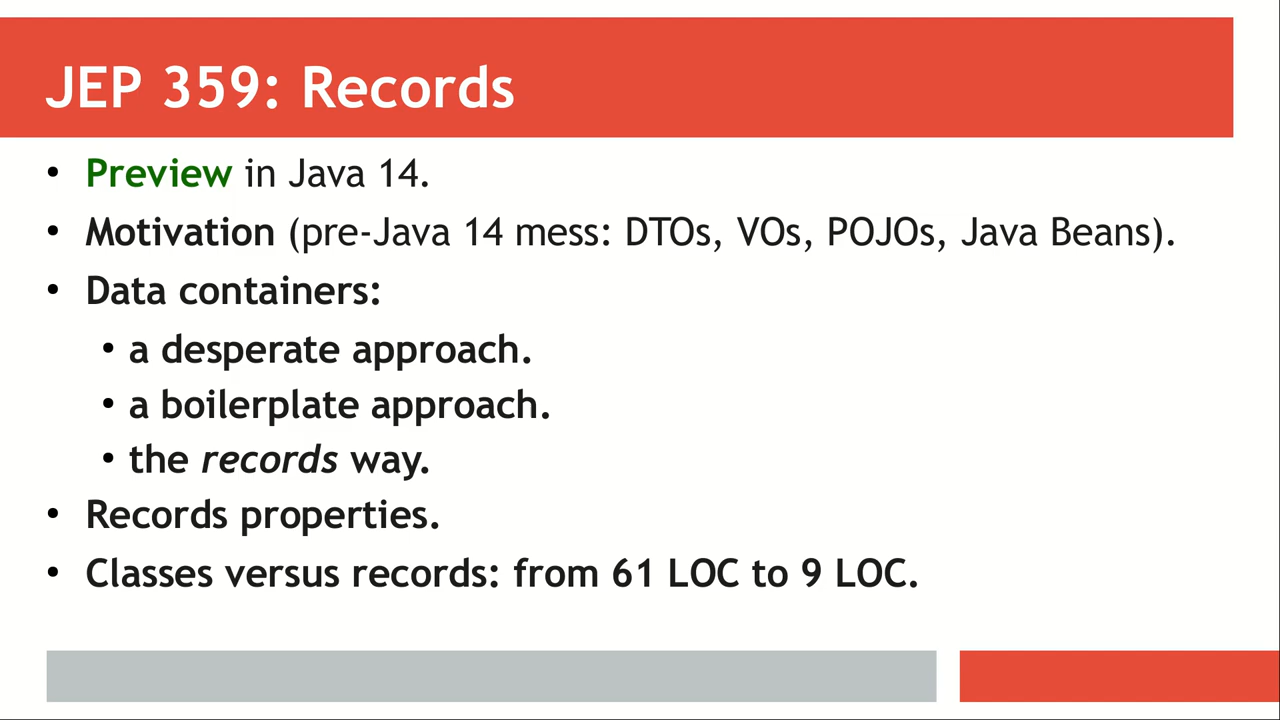 JEP 359: Records
• Preview in Java 14.
• Motivation (pre-Java 14 mess: DTOs, VOs, POJOs, Java Beans).
• Data containers:
• a desperate approach.
• a boilerplate approach.
• the records way.
• Records properties.
• Classes versus records: from 61 LOC to 9 LOC.